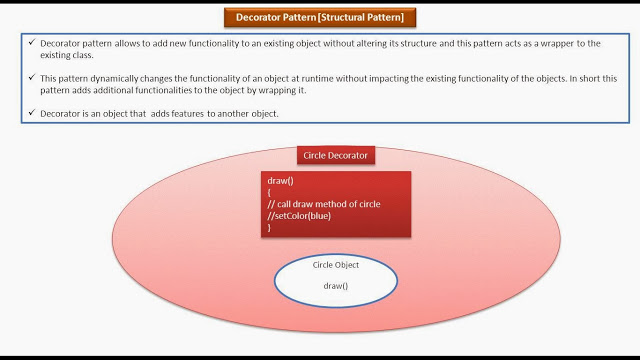 Decorator Pattern [Structural Pattern]
✓ Decorator pattern allows to add new functionality to an existing object without altering its structure and this pattern acts as a wrapper to the
existing class.
✓ This pattern dynamically changes the functionality of an object at runtime without impacting the existing functionality of the objects. In short this
pattern adds additional functionalities to the object by wrapping it.
✓ Decorator is an object that adds features to another object.
Circle Decorator
draw()
{
// call draw method of circle
//setColor(blue)
}
Circle Object
draw()